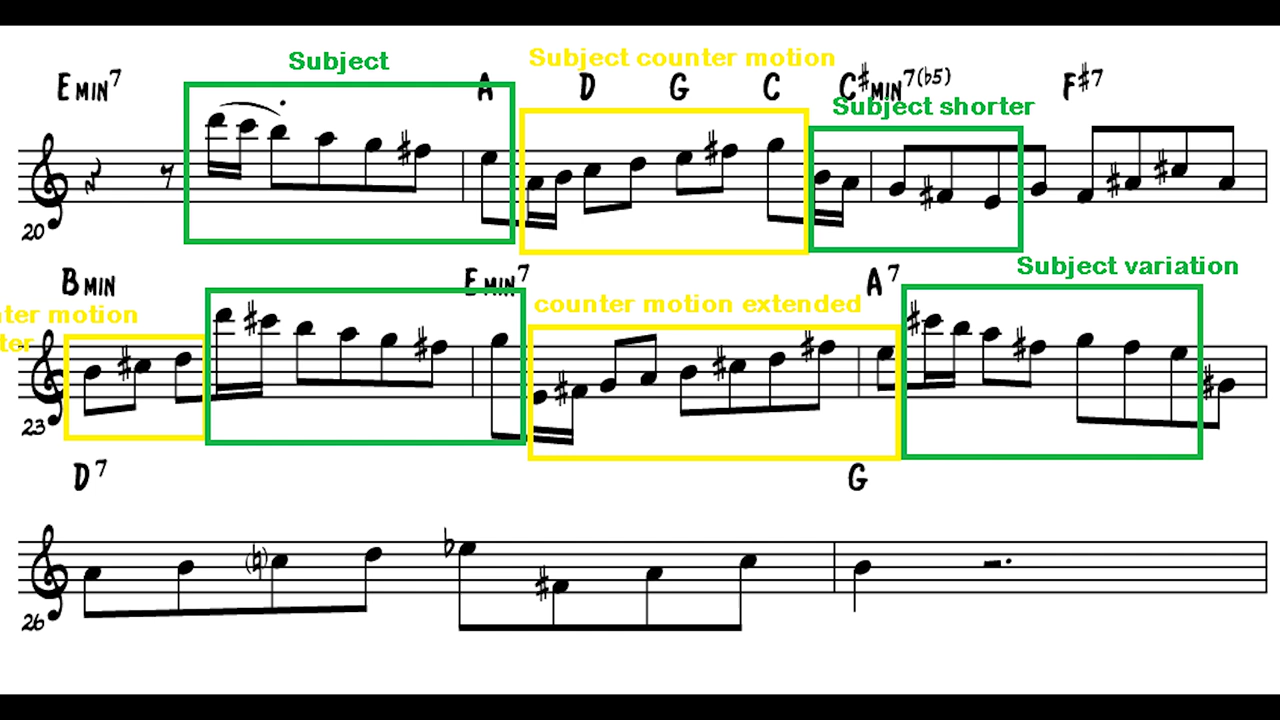 Subject
Subject counter motion
E MIN7 A D G C C#MIN7(b5) F#7
Subject shorter
20
Subject variation
B MIN E MIN7 A7
nter motion counter motion extended
ter
23
D7 G
26